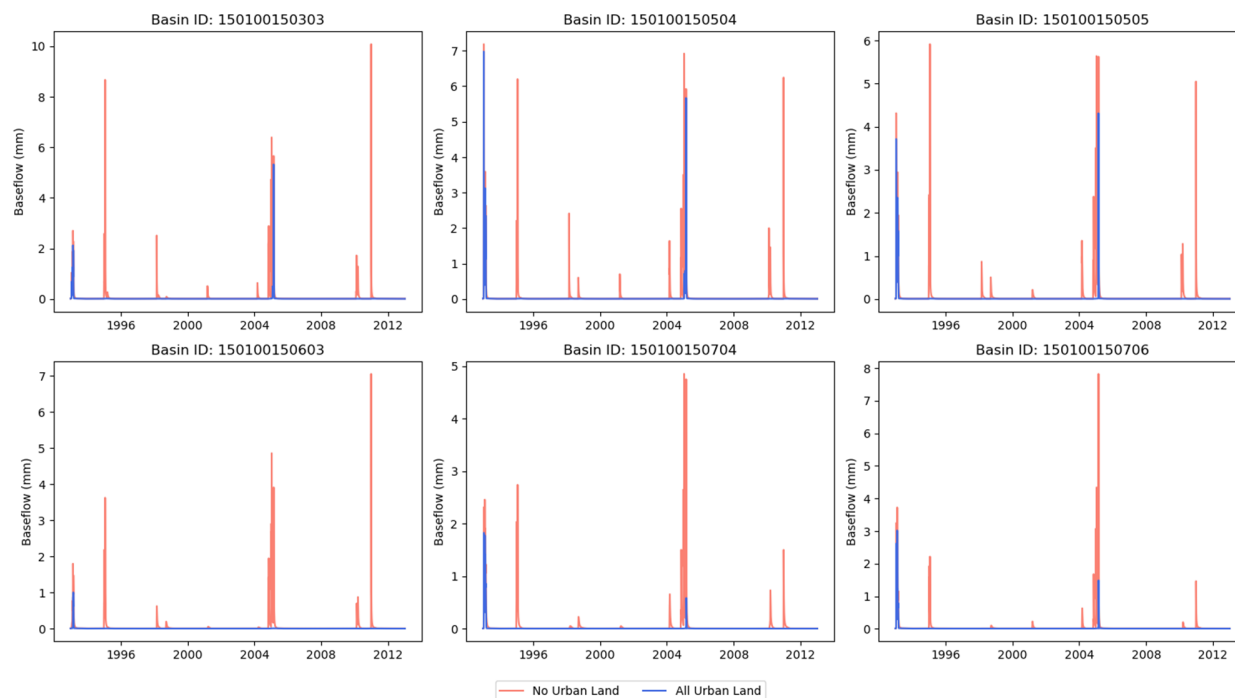 Basin ID: 150100150303
Basin ID: 150100150504
Basin ID: 150100150505
10
8
6
4
2
0
Baseflow (mm)
1996 2000 2004 2008 2012
7
6
5
4
3
2
1
0
Baseflow (mm)
1996 2000 2004 2008 2012
6
5
4
3
2
1
0
Baseflow (mm)
1996 2000 2004 2008 2012
Basin ID: 150100150603
Basin ID: 150100150704
Basin ID: 150100150706
7
6
5
4
3
2
1
0
Baseflow (mm)
1996 2000 2004 2008 2012
5
4
3
2
1
0
Baseflow (mm)
1996 2000 2004 2008 2012
8
7
6
5
4
3
2
1
0
Baseflow (mm)
1996 2000 2004 2008 2012
No Urban Land All Urban Land